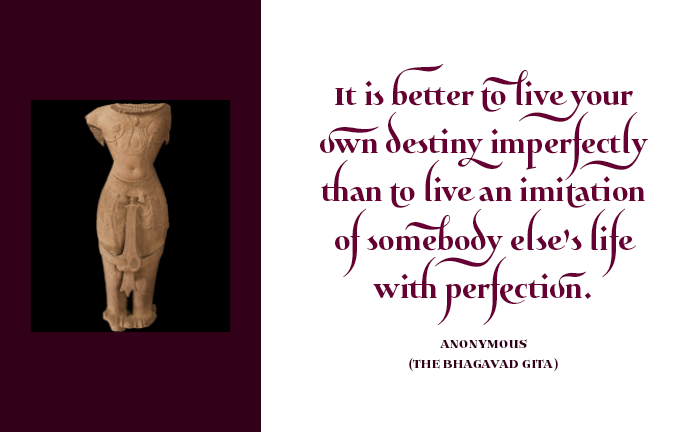 It is better to live your
own destiny imperfectly
than to live an imitation
of somebody else's life
with perfection.
ANONYMOUS
(THE BHAGAVAD GITA)